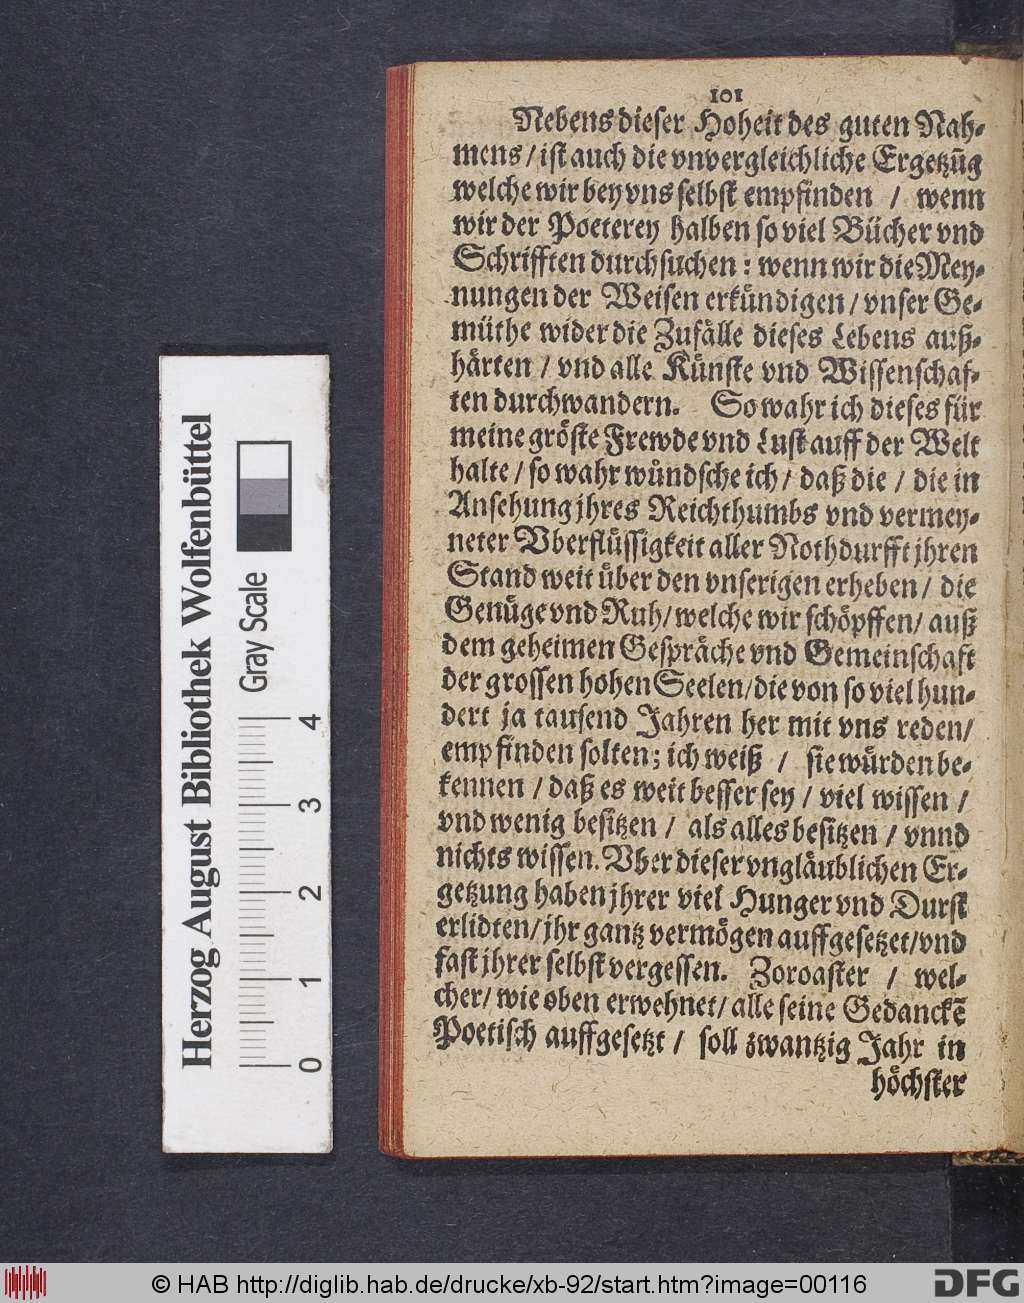 101
Nebens dieser Hoheit des guten Nah-
mens / ist auch die vnvergleichliche Ergetzūg
welche wir bey vns selbst empfinden / wenn
wir der Poeterey halben so viel Bücher vnd
Schrifften durchsuchen: wenn wir die Mey-
nungen der Weisen erkündigen / vnser Ge-
müthe wider die Zufälle dieses Lebens auß-
härten / vnd alle Künste vnd Wissenschaf-
ten durchwandern. So wahr ich dieses für
meine gröste Frewde vnd Lust auff der Welt
halte / so wahr wündsche ich / daß die / die in
Ansehung jhres Reichthumbs vnd vermey-
neter Vberflüssigkeit aller Nothdurfft jhren
Stand weit über den vnserigen erheben / die
Genüge vnd Ruh / welche wir schöpffen / auß
dem geheimen Gespräche vnd Gemeinschaft
der grossen hohen Seelen / die von so viel hun-
dert ja tausend Jahren her mit vns reden /
empfinden solten; ich weiß / sie würden be-
kennen / daß es weit besser sey / viel wissen /
vnd wenig besitzen / als alles besitzen / vnnd
nichts wissen. Vber dieser vngläublichen Er-
getzung haben jhrer viel Hunger vnd Durst
erlidten / jhr gantz vermögen auffgesetzet / vnd
fast jhrer selbst vergessen. Zoroaster / wel-
cher / wie oben erwehnet / alle seine Gedanckē
Poetisch auffgesetzt / soll zwantzig Jahr in
höchster
Herzog August Bibliothek Wolfenbüttel
Gray Scale
0 1 2 3 4
© HAB http://diglib.hab.de/drucke/xb-92/start.htm?image=00116
DFG